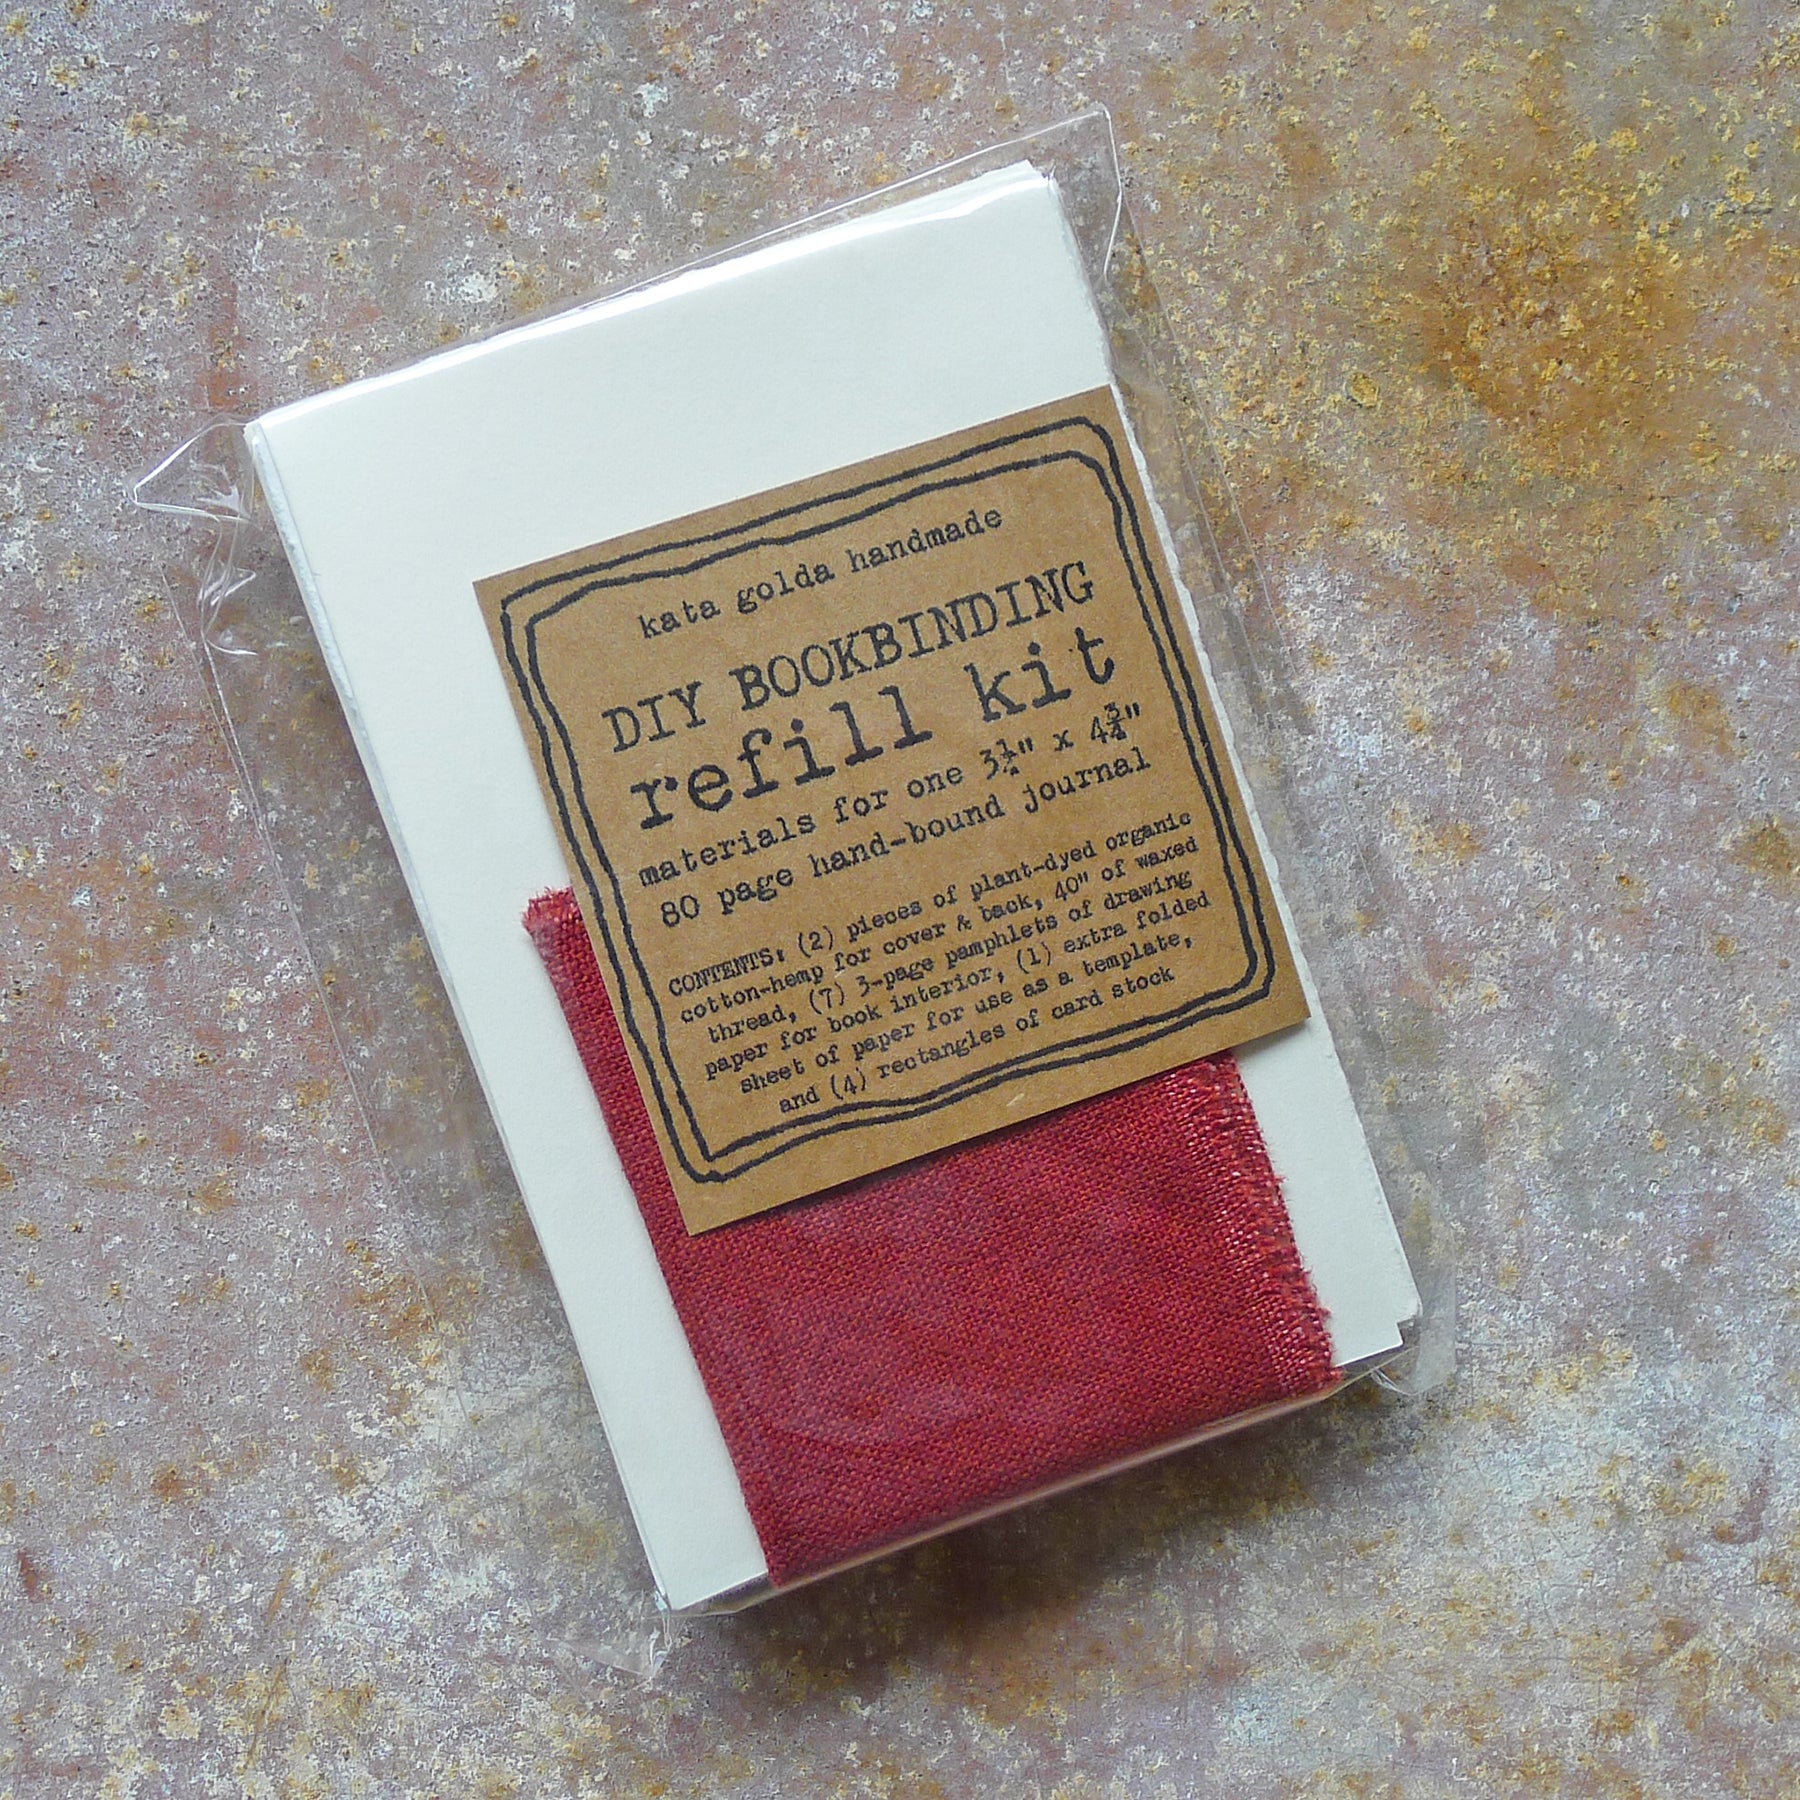 kata golda handmade
DIY BOOKBINDING
refill kit
materials for one 3½" x 4¾"
80 page hand-bound journal
CONTENTS: (2) pieces of plant-dyed organic
cotton-hemp for cover & back, 40" of waxed
thread, (7) 3-page pamphlets of drawing
paper for book interior, (1) extra folded
sheet of paper for use as a template,
and (4) rectangles of card stock